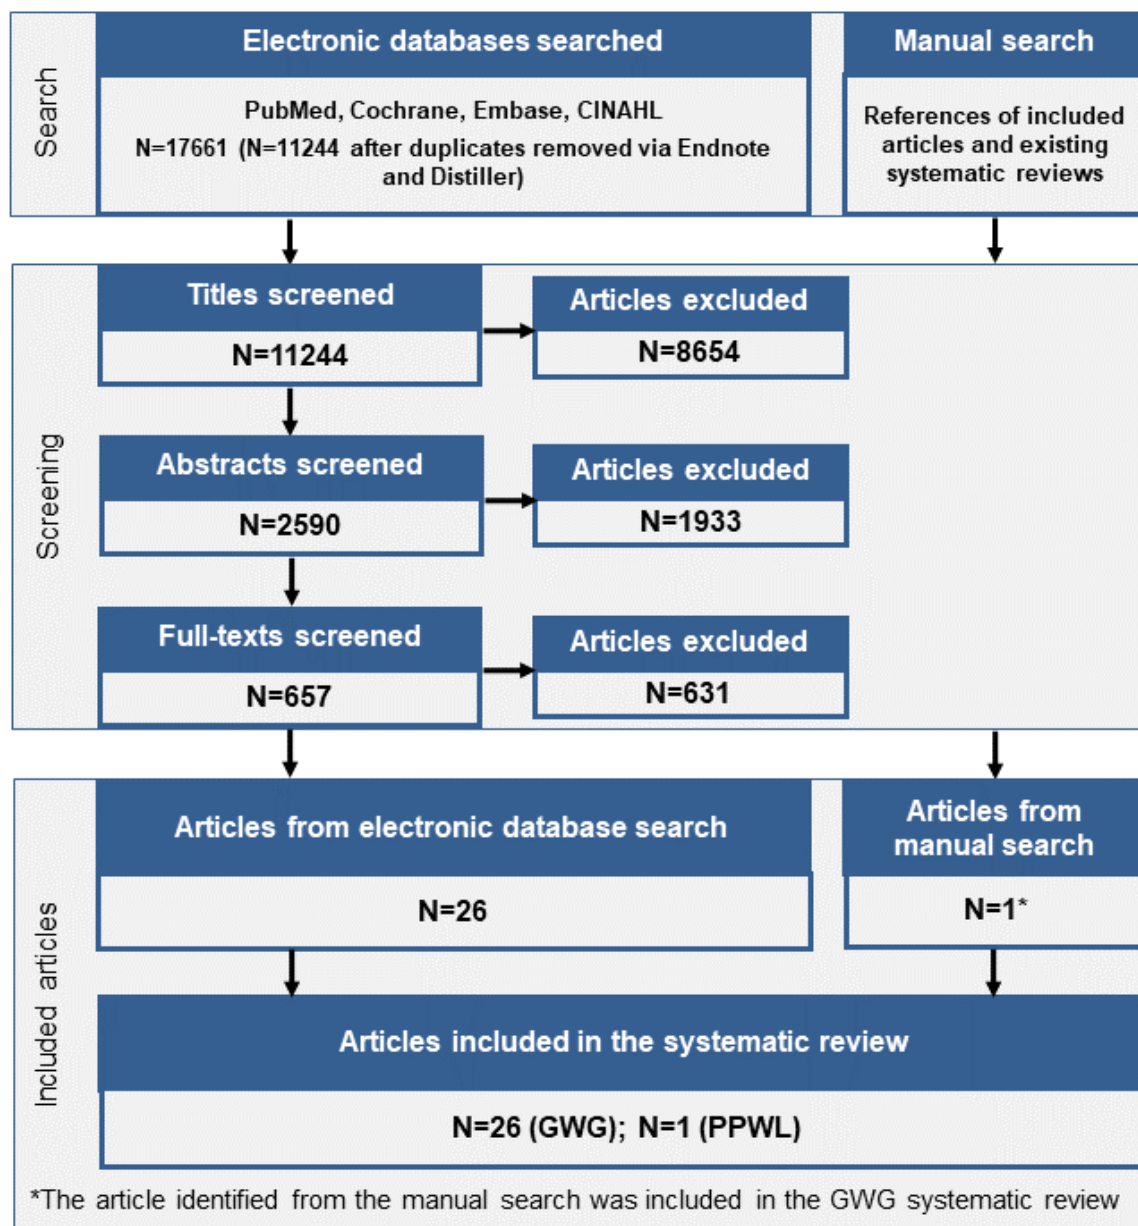 Search
Electronic databases searched
PubMed, Cochrane, Embase, CINAHL
N=17661 (N=11244 after duplicates removed via Endnote
and Distiller)
Manual search
References of included
articles and existing
systematic reviews
Screening
Titles screened
N=11244
Articles excluded
N=8654
Abstracts screened
N=2590
Articles excluded
N=1933
Full-texts screened
N=657
Articles excluded
N=631
Included articles
Articles from electronic database search
N=26
Articles from
manual search
N=1*
Articles included in the systematic review
N=26 (GWG); N=1 (PPWL)
*The article identified from the manual search was included in the GWG systematic review